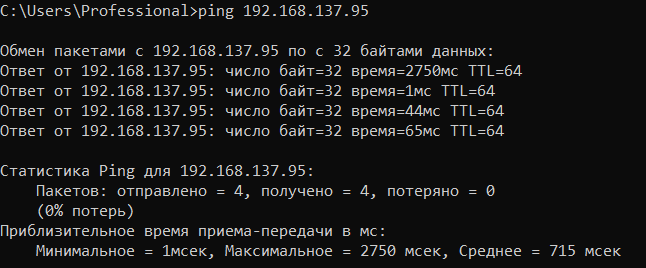 C:\Users\Professional>ping 192.168.137.95
Обмен пакетами с 192.168.137.95 по с 32 байтами данных:
Ответ от 192.168.137.95: число байт=32 время=2750мс TTL=64
Ответ от 192.168.137.95: число байт=32 время=1мс TTL=64
Ответ от 192.168.137.95: число байт=32 время=44мс TTL=64
Ответ от 192.168.137.95: число байт=32 время=65мс TTL=64
Статистика Ping для 192.168.137.95:
Пакетов: отправлено = 4, получено = 4, потеряно = 0
(0% потерь)
Приблизительное время приема-передачи в мс:
Минимальное = 1мсек, Максимальное = 2750 мсек, Среднее = 715 мсек